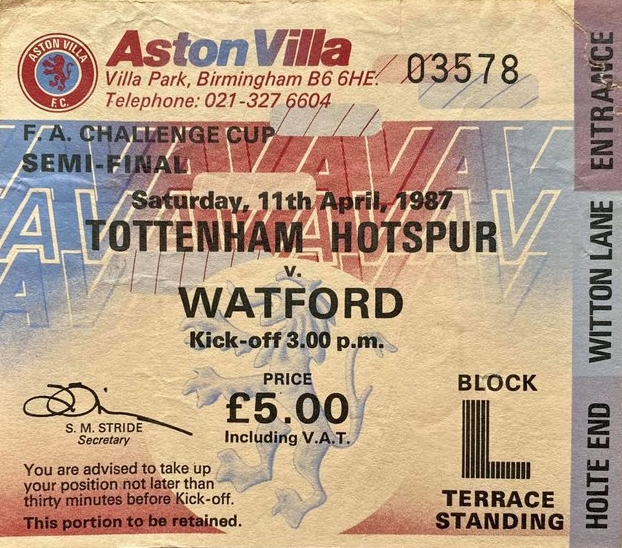 ASTON VILLA
F.C.
Aston Villa
Villa Park, Birmingham B6 6HE.
Telephone: 021-327 6604
03578
F. A. CHALLENGE CUP
SEMI-FINAL
Saturday, 11th April, 1987
TOTTENHAM HOTSPUR
v.
WATFORD
Kick-off 3.00 p.m.
PRICE
£5.00
Including V.A.T.
S. M. STRIDE
Secretary
You are advised to take up
your position not later than
thirty minutes before Kick-off.
This portion to be retained.
BLOCK
L
TERRACE
STANDING
HOLTE END WITTON LANE ENTRANCE